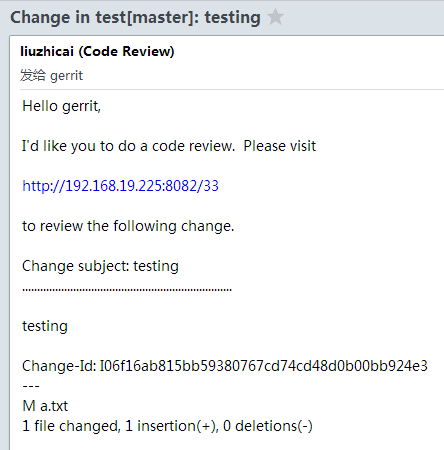 Change in test[master]: testing
liuzhicai (Code Review)
发给 gerrit
Hello gerrit,
I'd like you to do a code review.  Please visit
http://192.168.19.225:8082/33
to review the following change.
Change subject: testing
......................................................................
testing
Change-Id: I06f16ab815bb59380767cd74cd48d0b00bb924e3
---
M a.txt
1 file changed, 1 insertion(+), 0 deletions(-)